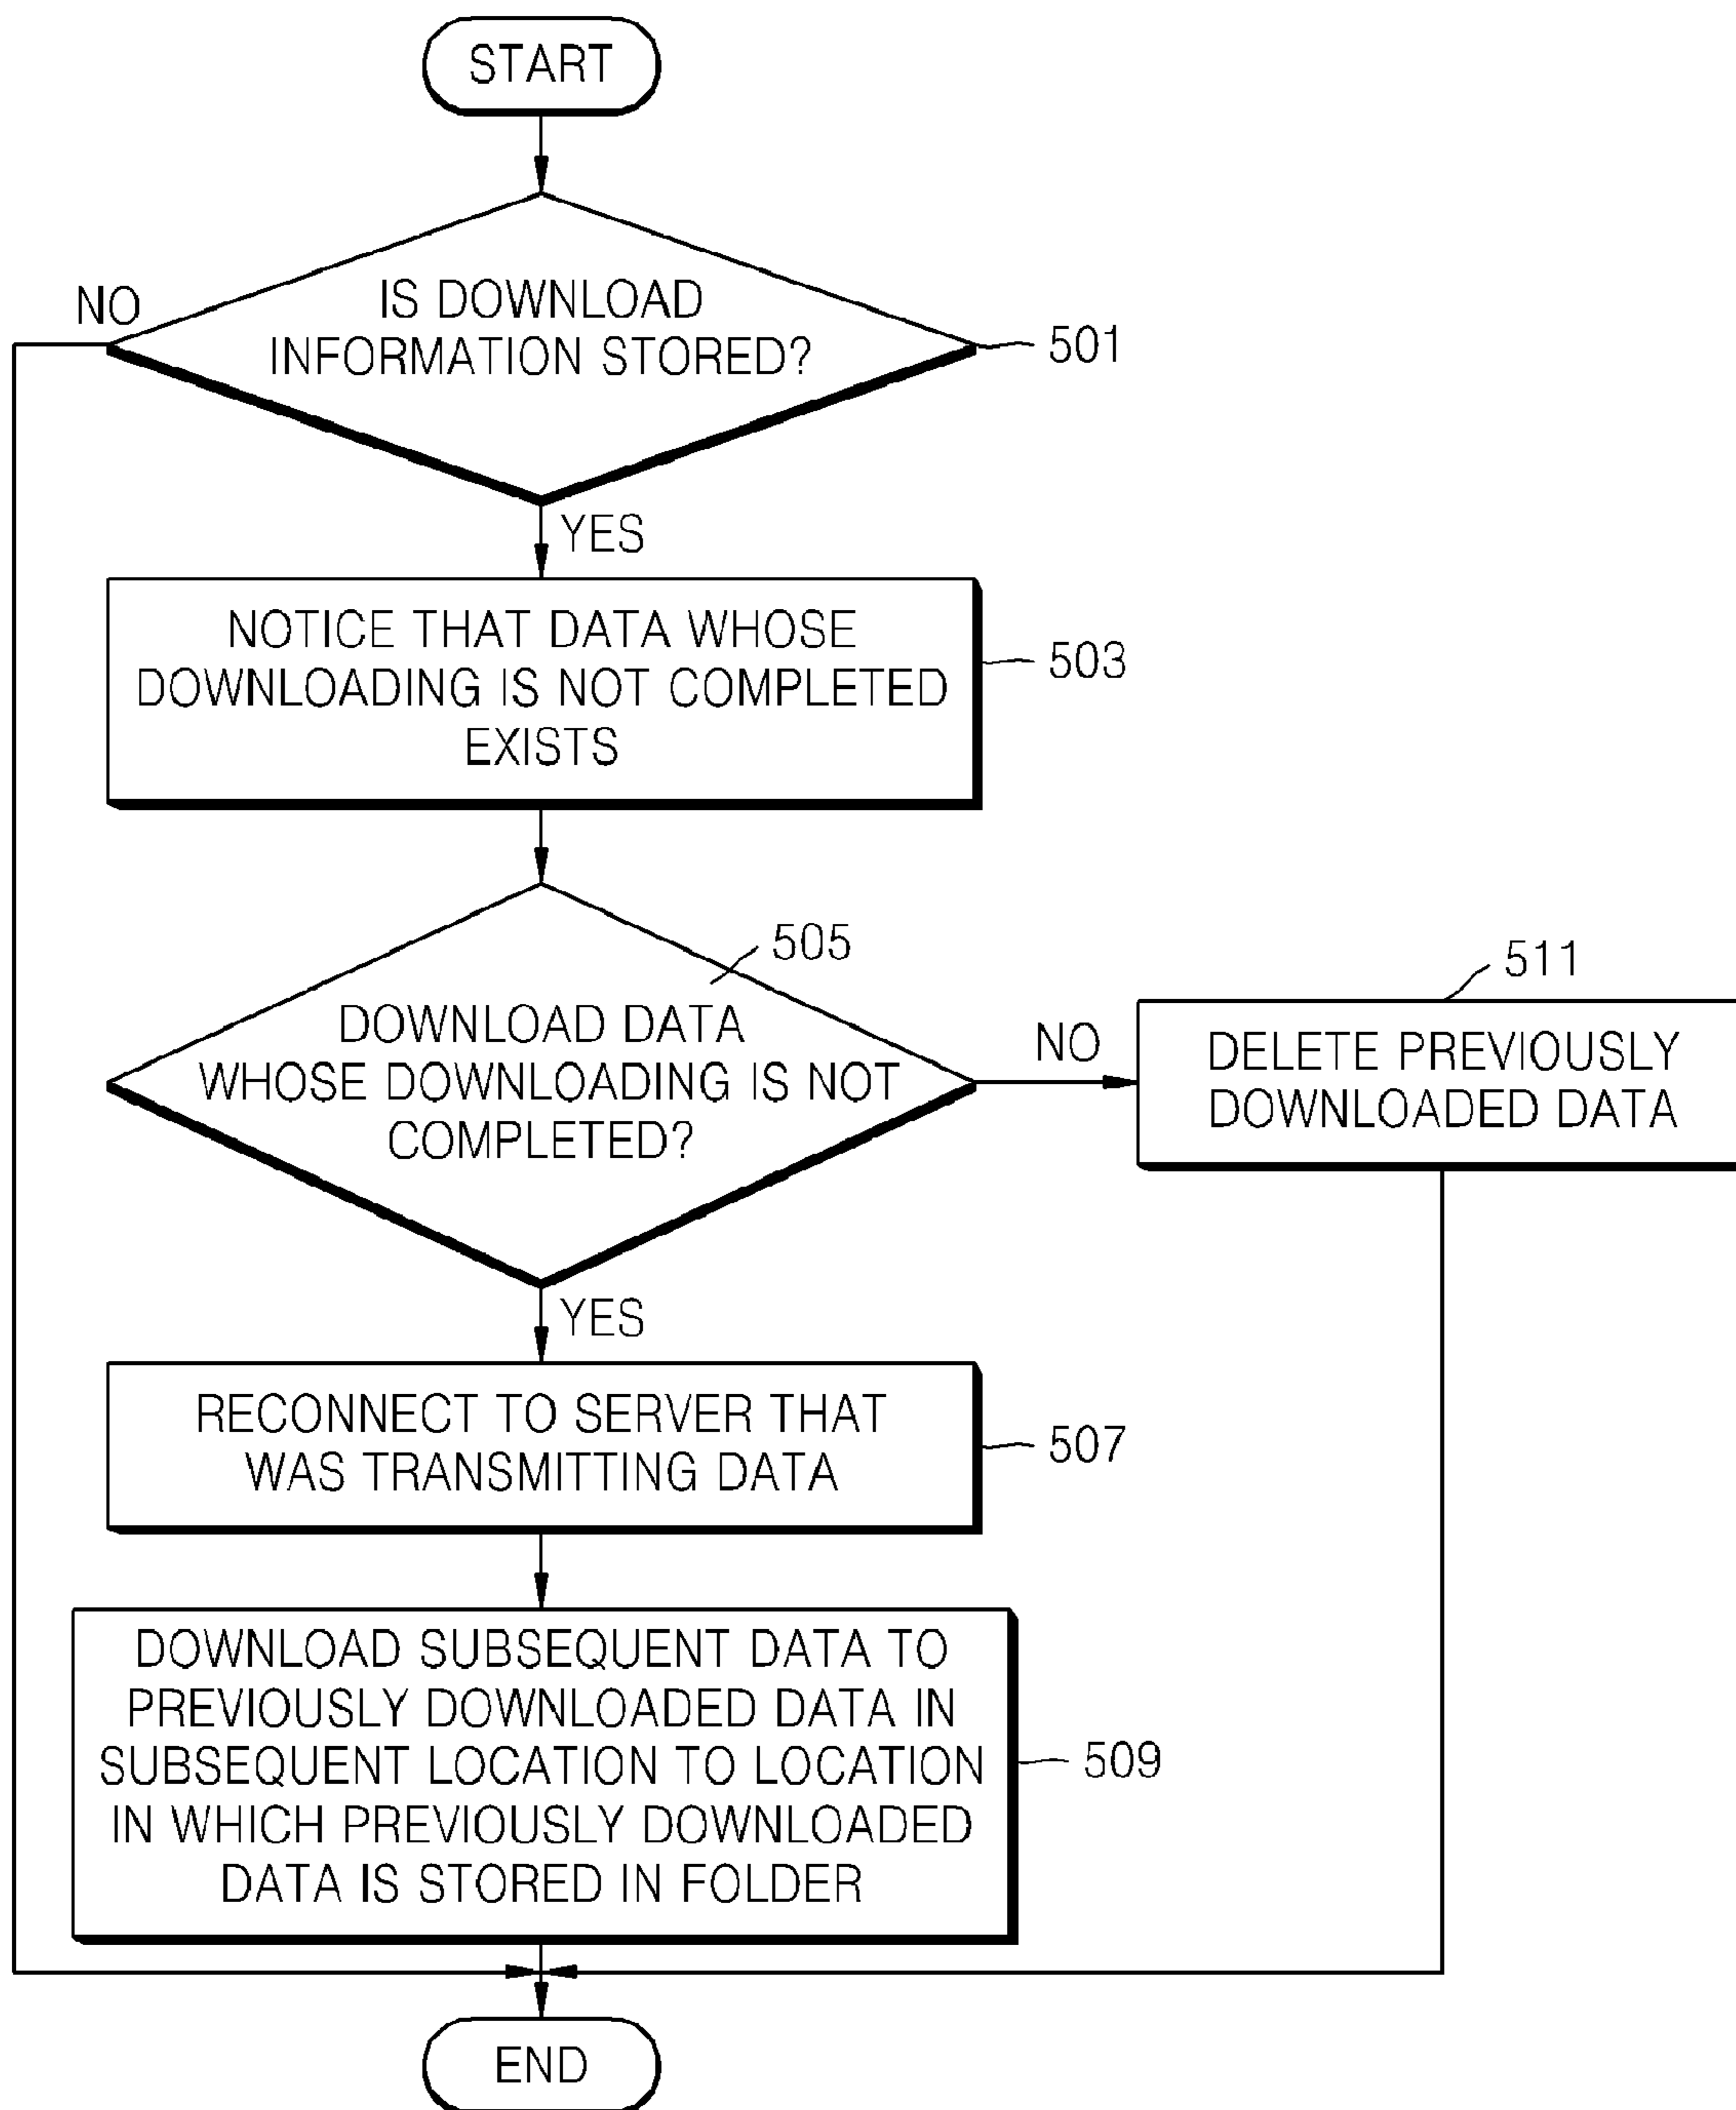 START
NO
IS DOWNLOAD
INFORMATION STORED?
501
YES
NOTICE THAT DATA WHOSE
DOWNLOADING IS NOT COMPLETED
EXISTS
503
505
DOWNLOAD DATA
WHOSE DOWNLOADING IS NOT
COMPLETED?
NO
511
DELETE PREVIOUSLY
DOWNLOADED DATA
YES
RECONNECT TO SERVER THAT
WAS TRANSMITTING DATA
507
DOWNLOAD SUBSEQUENT DATA TO
PREVIOUSLY DOWNLOADED DATA IN
SUBSEQUENT LOCATION TO LOCATION
IN WHICH PREVIOUSLY DOWNLOADED
DATA IS STORED IN FOLDER
509
END